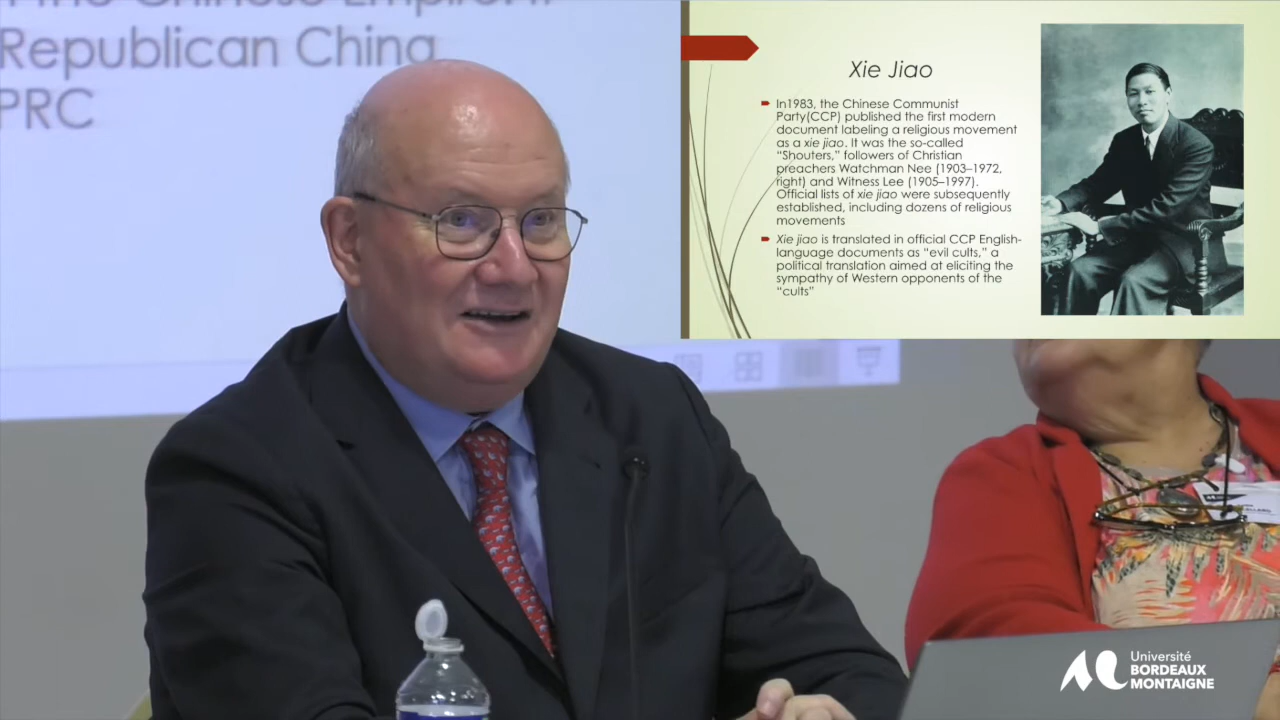 the Chinese Empire
Republican China
PRC
Xie Jiao
In1983, the Chinese Communist
Party(CCP) published the first modern
document labeling a religious movement
as a xie jiao. It was the so-called
“Shouters,” followers of Christian
preachers Watchman Nee (1903–1972,
right) and Witness Lee (1905–1997).
Official lists of xie jiao were subsequently
established, including dozens of religious
movements
Xie jiao is translated in official CCP English-
language documents as “evil cults,” a
political translation aimed at eliciting the
sympathy of Western opponents of the
“cults”
Université
BORDEAUX
MONTAIGNE